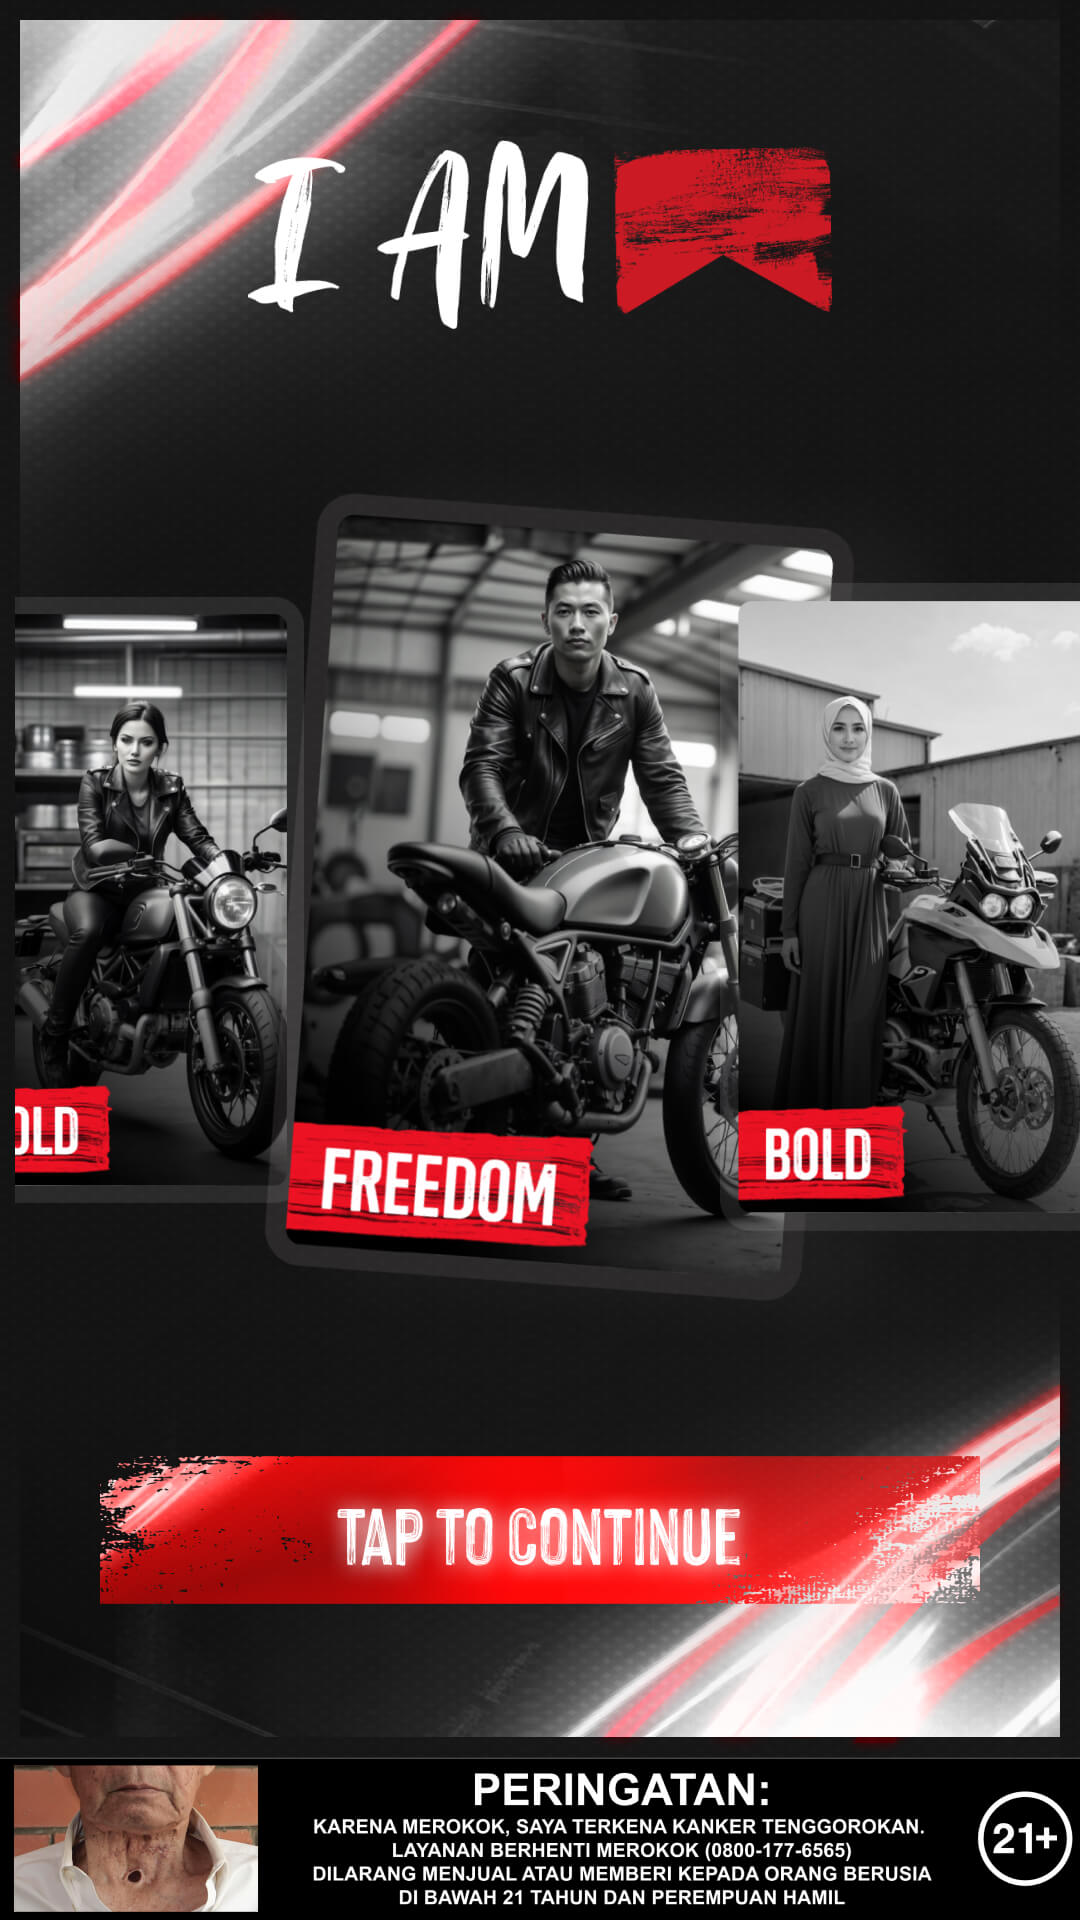 I AM
OLD
FREEDOM
BOLD
TAP TO CONTINUE
PERINGATAN:
KARENA MEROKOK, SAYA TERKENA KANKER TENGGOROKAN.
LAYANAN BERHENTI MEROKOK (0800-177-6565)
DILARANG MENJUAL ATAU MEMBERI KEPADA ORANG BERUSIA
DI BAWAH 21 TAHUN DAN PEREMPUAN HAMIL
21+